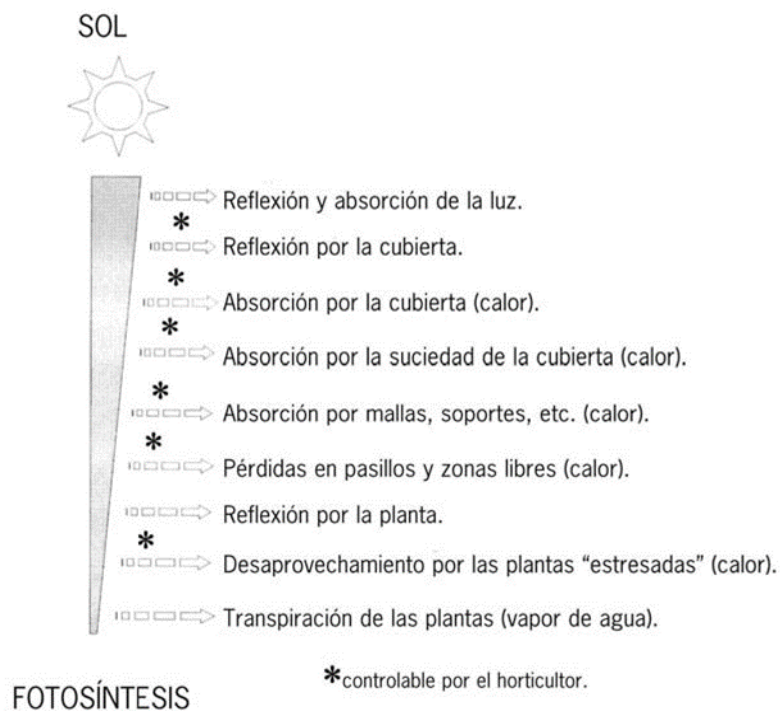 SOL
Reflexión y absorción de la luz.
*
Reflexión por la cubierta.
*
Absorción por la cubierta (calor).
*
Absorción por la suciedad de la cubierta (calor).
*
Absorción por mallas, soportes, etc. (calor).
*
Pérdidas en pasillos y zonas libres (calor).
Reflexión por la planta.
*
Desaprovechamiento por las plantas “estresadas” (calor).
Transpiración de las plantas (vapor de agua).
*controlable por el horticultor.
FOTOSÍNTESIS